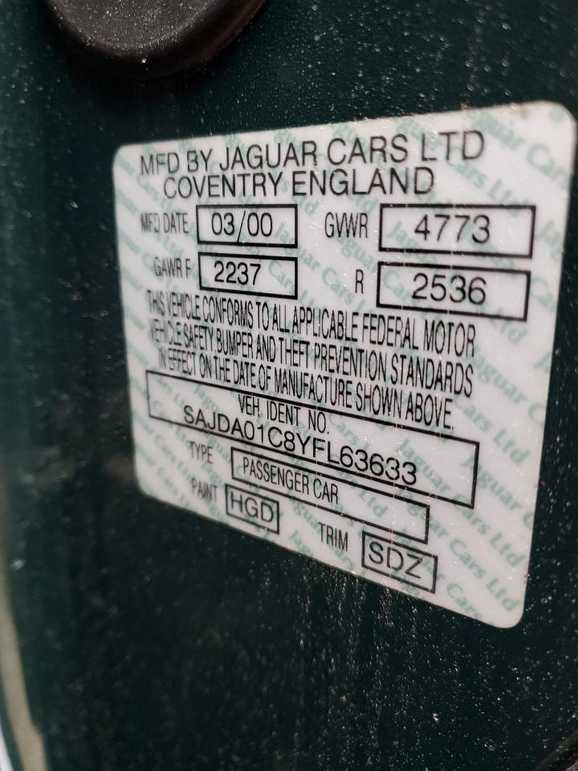 MFD BY JAGUAR CARS LTD
COVENTRY ENGLAND
MFD DATE 03/00 GVWR 4773
GAWR F 2237 R 2536
THIS VEHICLE CONFORMS TO ALL APPLICABLE FEDERAL MOTOR
VEHICLE SAFETY BUMPER AND THEFT PREVENTION STANDARDS
IN EFFECT ON THE DATE OF MANUFACTURE SHOWN ABOVE.
VEH. IDENT NO.
SAJDA01C8YFL63633
TYPE PASSENGER CAR
PAINT HGD TRIM SDZ